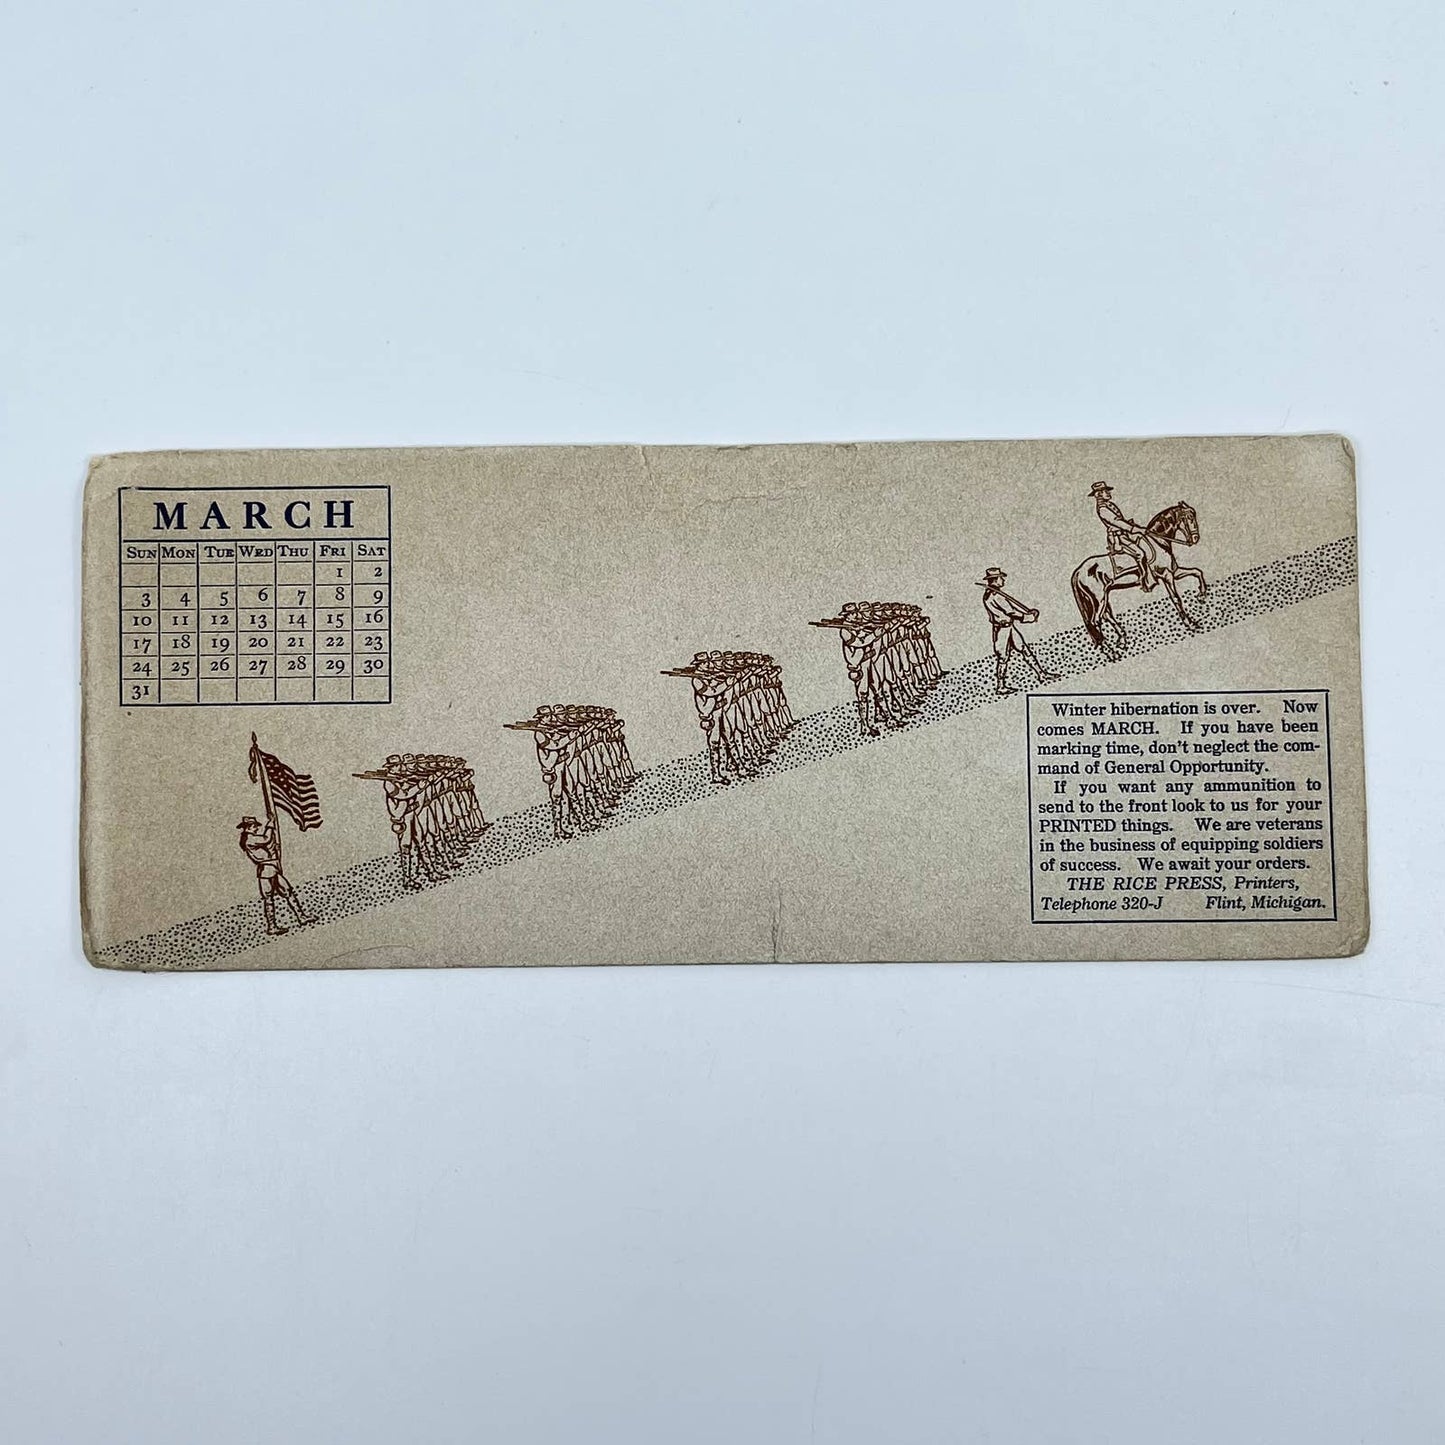 MARCH
SUN MON TUE WED THU FRI SAT
1 2
3 4 5 6 7 8 9
10 11 12 13 14 15 16
17 18 19 20 21 22 23
24 25 26 27 28 29 30
31
Winter hibernation is over. Now
comes MARCH. If you have been
marking time, don't neglect the com-
mand of General Opportunity.
If you want any ammunition to
send to the front look to us for your
PRINTED things. We are veterans
in the business of equipping soldiers
of success. We await your orders.
THE RICE PRESS, Printers,
Telephone 320-J Flint, Michigan.